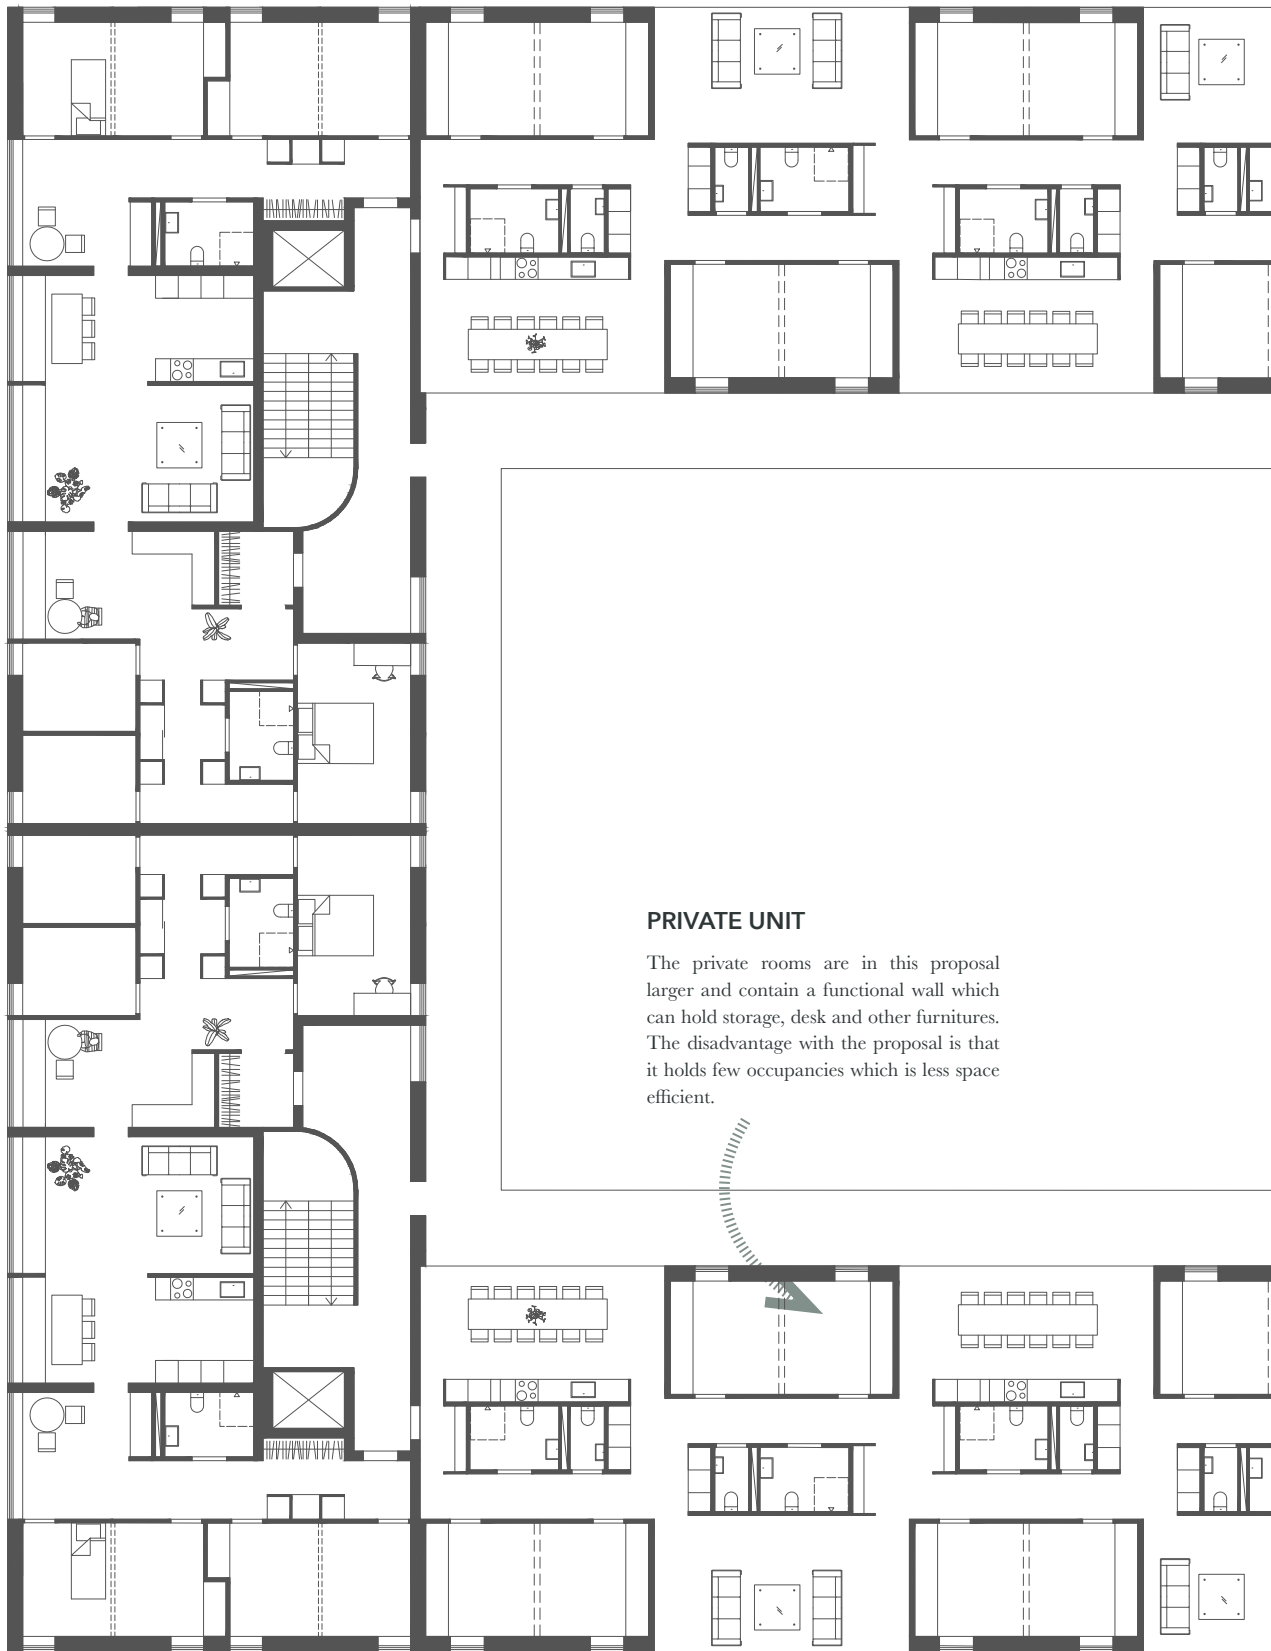 PRIVATE UNIT
The private rooms are in this proposal
larger and contain a functional wall which
can hold storage, desk and other furnitures.
The disadvantage with the proposal is that
it holds few occupancies which is less space
efficient.